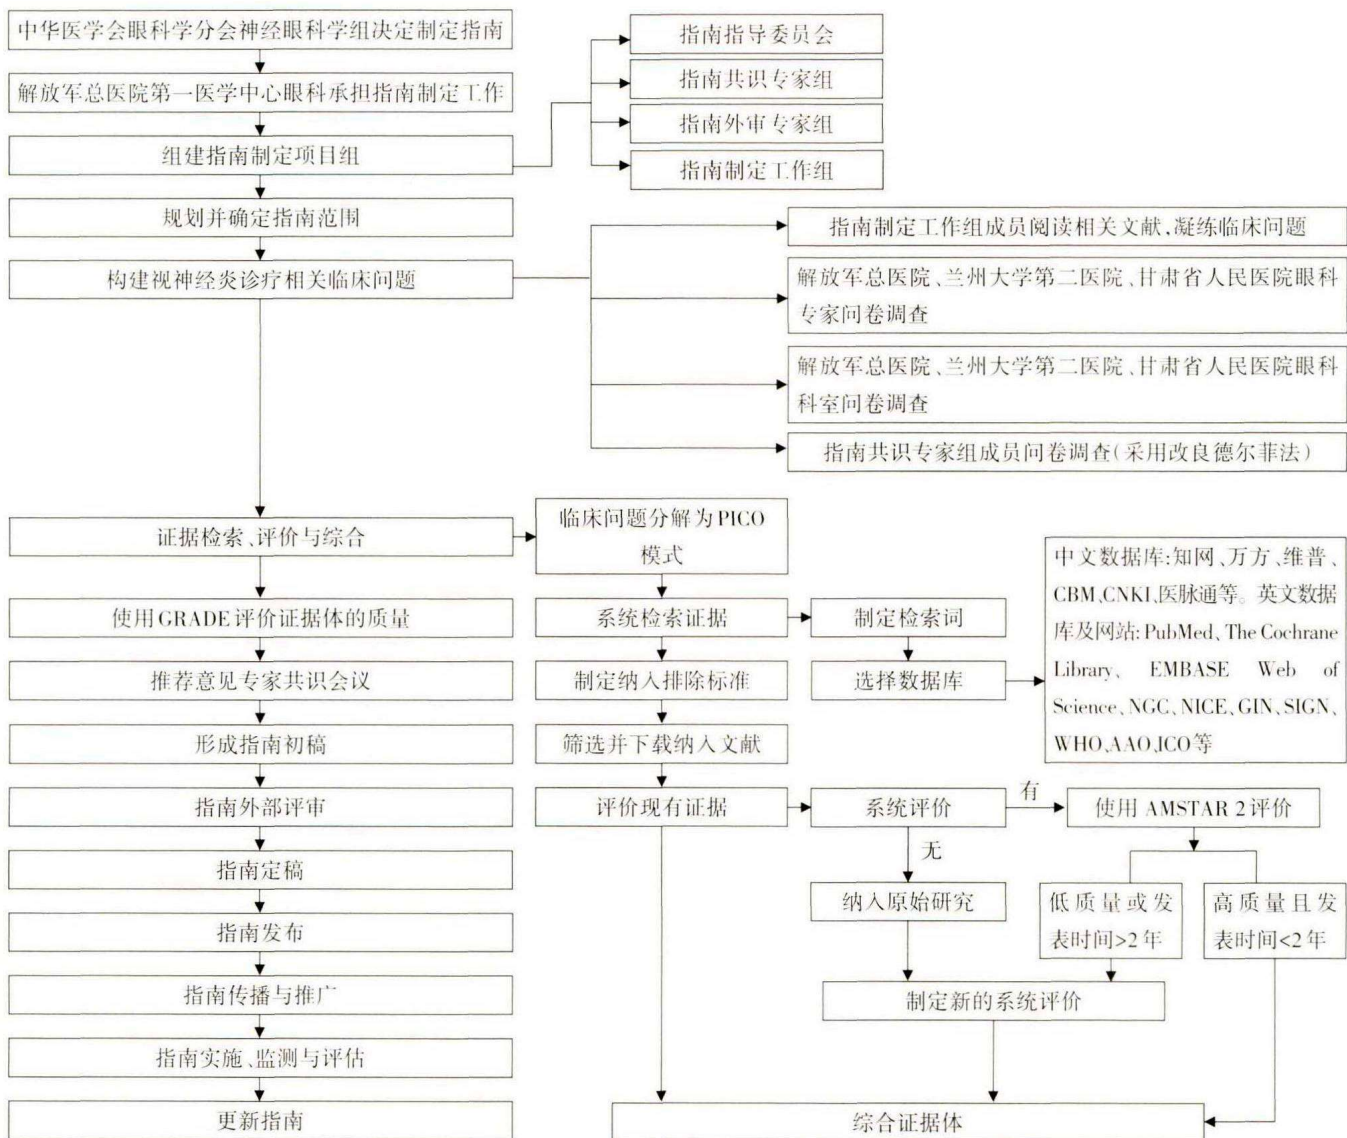 中华医学会眼科学分会神经眼科学组决定制定指南
解放军总医院第一医学中心眼科承担指南制定工作
组建指南制定项目组
指南指导委员会
指南共识专家组
指南外审专家组
指南制定工作组
规划并确定指南范围
构建视神经炎诊疗相关临床问题
指南制定工作组成员阅读相关文献,凝练临床问题
解放军总医院、兰州大学第二医院、甘肃省人民医院眼科
专家问卷调查
解放军总医院、兰州大学第二医院、甘肃省人民医院眼科
科室问卷调查
指南共识专家组成员问卷调查(采用改良德尔菲法)
证据检索、评价与综合
使用GRADE评价证据体的质量
推荐意见专家共识会议
形成指南初稿
指南外部评审
指南定稿
指南发布
指南传播与推广
指南实施、监测与评估
更新指南
临床问题分解为PICO
模式
系统检索证据
制定纳入排除标准
筛选并下载纳入文献
评价现有证据
制定检索词
选择数据库
中文数据库:知网、万方、维普、
CBM、CNKI、医脉通等。英文数据
库及网站:PubMed、The Cochrane
Library、EMBASE Web of
Science、NGC、NICE、GIN、SIGN、
WHO、AAO、ICO等
系统评价
有
使用 AMSTAR 2评价
无
纳入原始研究
低质量或发
表时间>2年
高质量且发
表时间<2年
制定新的系统评价
综合证据体